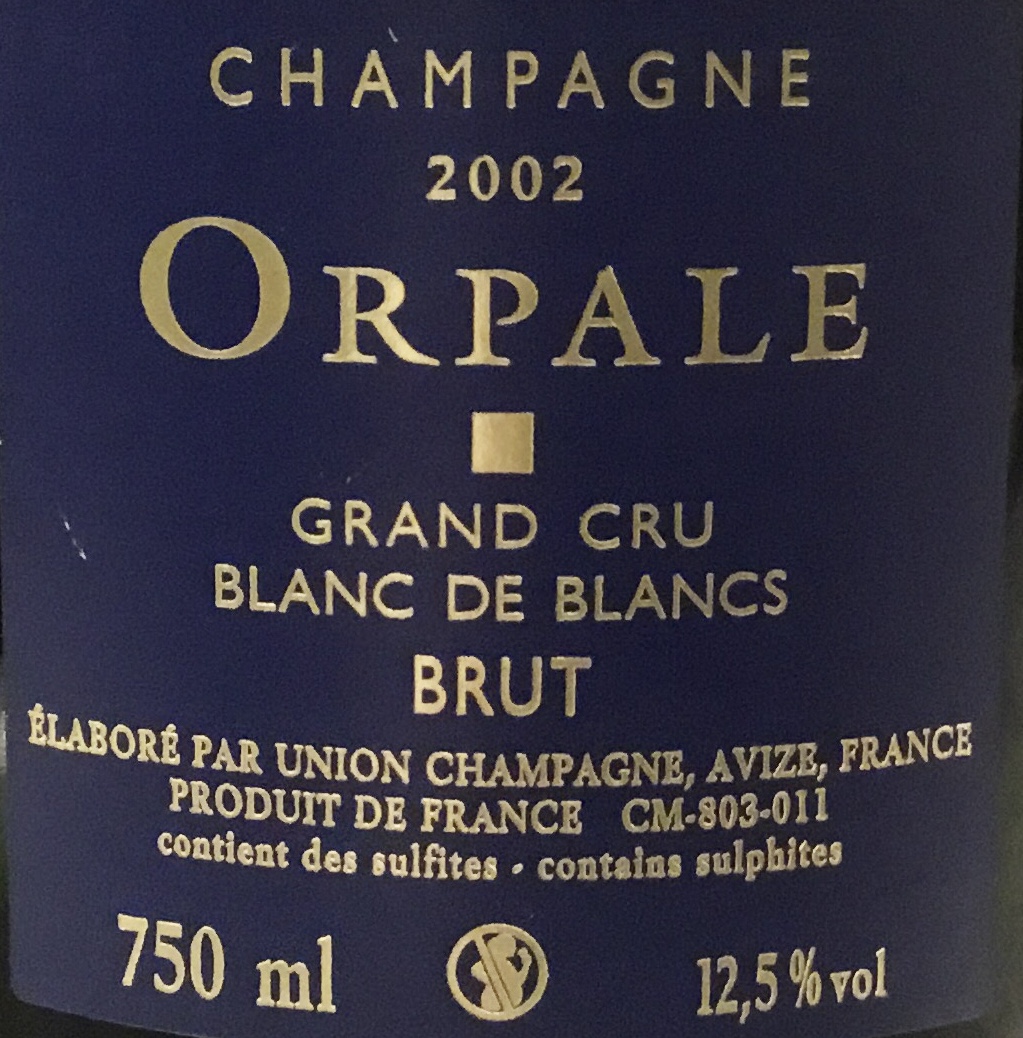 CHAMPAGNE
2002
ORPALE
GRAND CRU
BLANC DE BLANCS
BRUT
ÉLABORÉ PAR UNION CHAMPAGNE, AVIZE, FRANCE
PRODUIT DE FRANCE CM-803-011
contient des sulfites · contains sulphites
750 ml 12,5 % vol